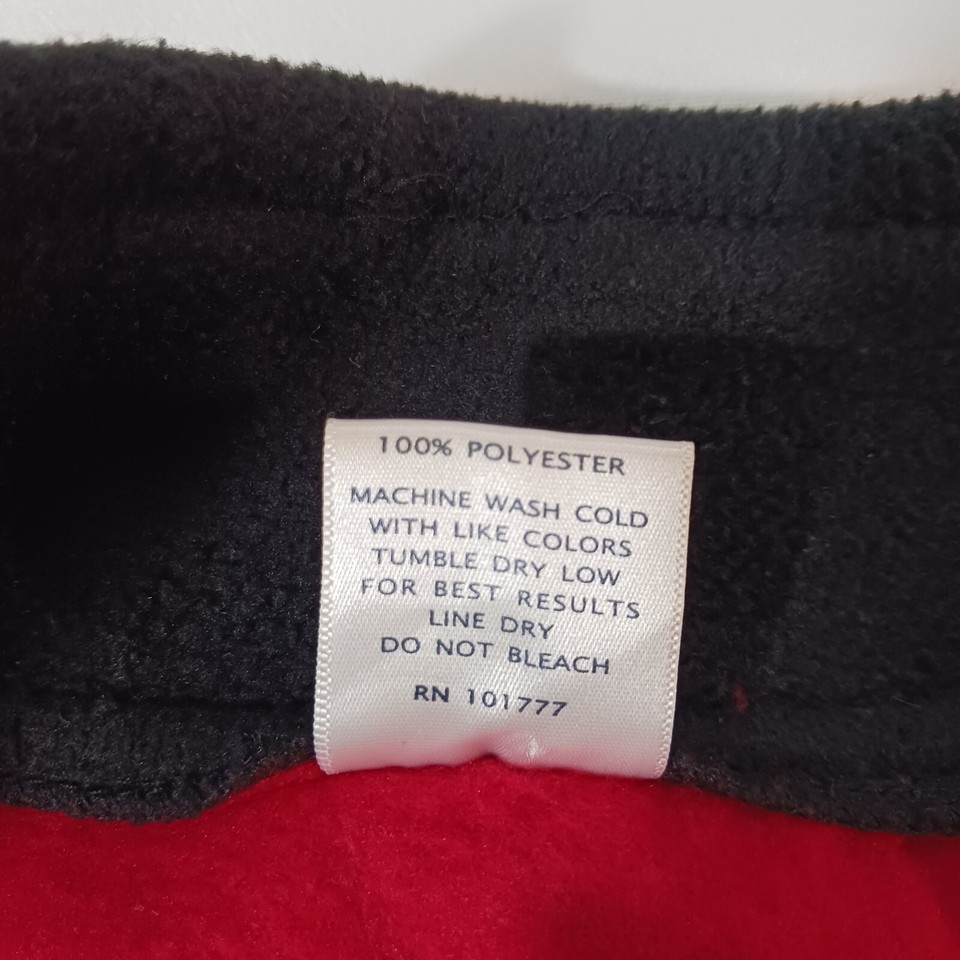 100% POLYESTER
MACHINE WASH COLD
WITH LIKE COLORS
TUMBLE DRY LOW
FOR BEST RESULTS
LINE DRY
DO NOT BLEACH
RN 101777